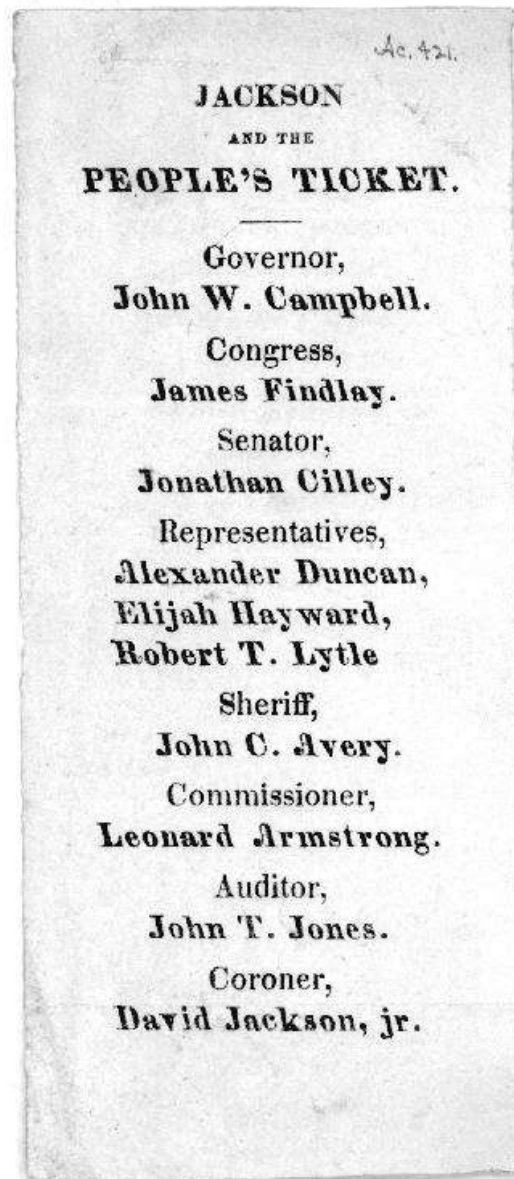 Ac. 421.
JACKSON
AND THE
PEOPLE'S TICKET.
Governor,
John W. Campbell.
Congress,
James Findlay.
Senator,
Jonathan Cilley.
Representatives,
Alexander Duncan,
Elijah Hayward,
Robert T. Lytle
Sheriff,
John C. Avery.
Commissioner,
Leonard Armstrong.
Auditor,
John T. Jones.
Coroner,
David Jackson, jr.